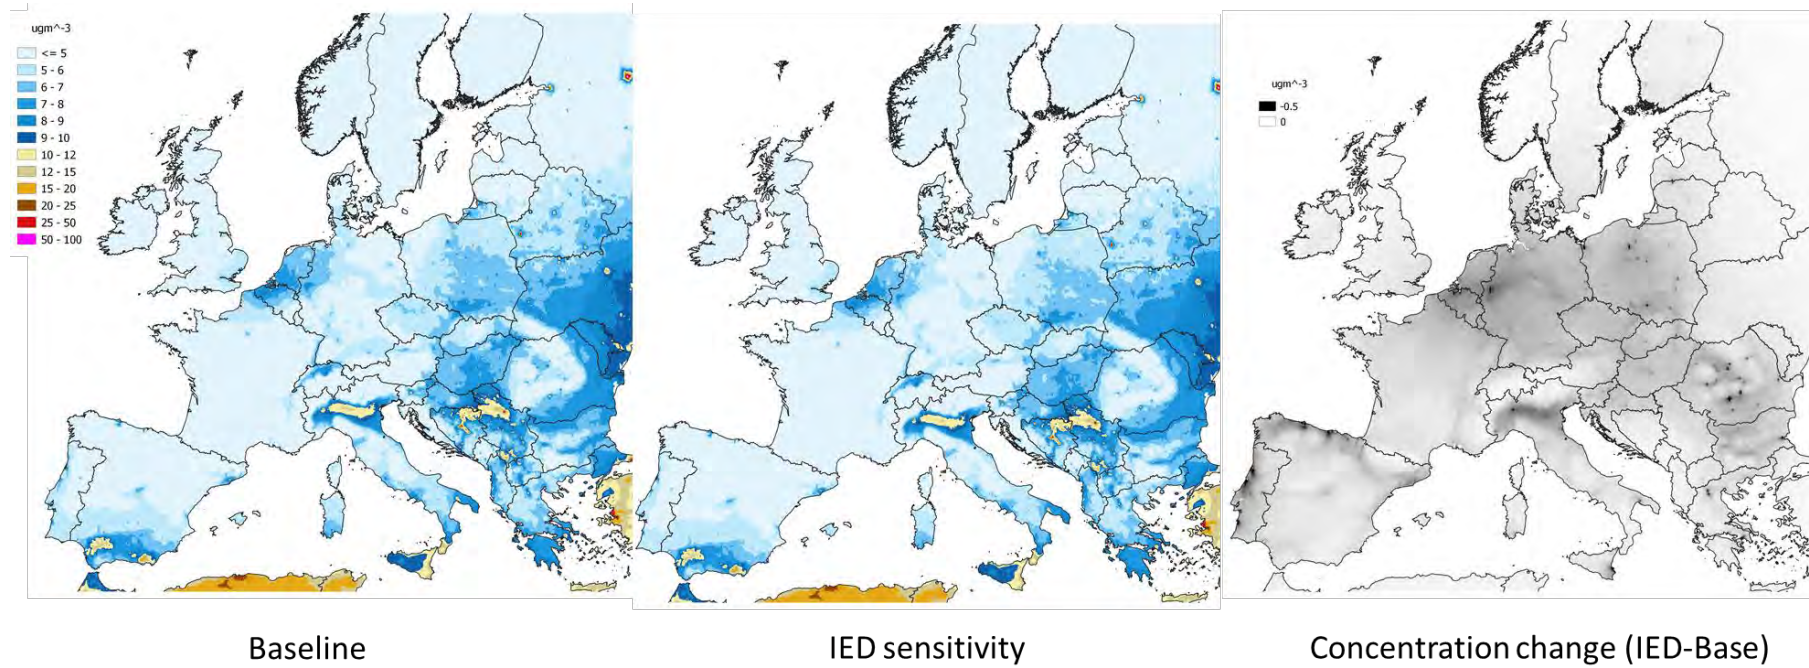 ugm^-3
<= 5
5 - 6
6 - 7
7 - 8
8 - 9
9 - 10
10 - 12
12 - 15
15 - 20
20 - 25
25 - 50
50 - 100
ugm^-3
-0.5
0
Baseline
IED sensitivity
Concentration change (IED-Base)